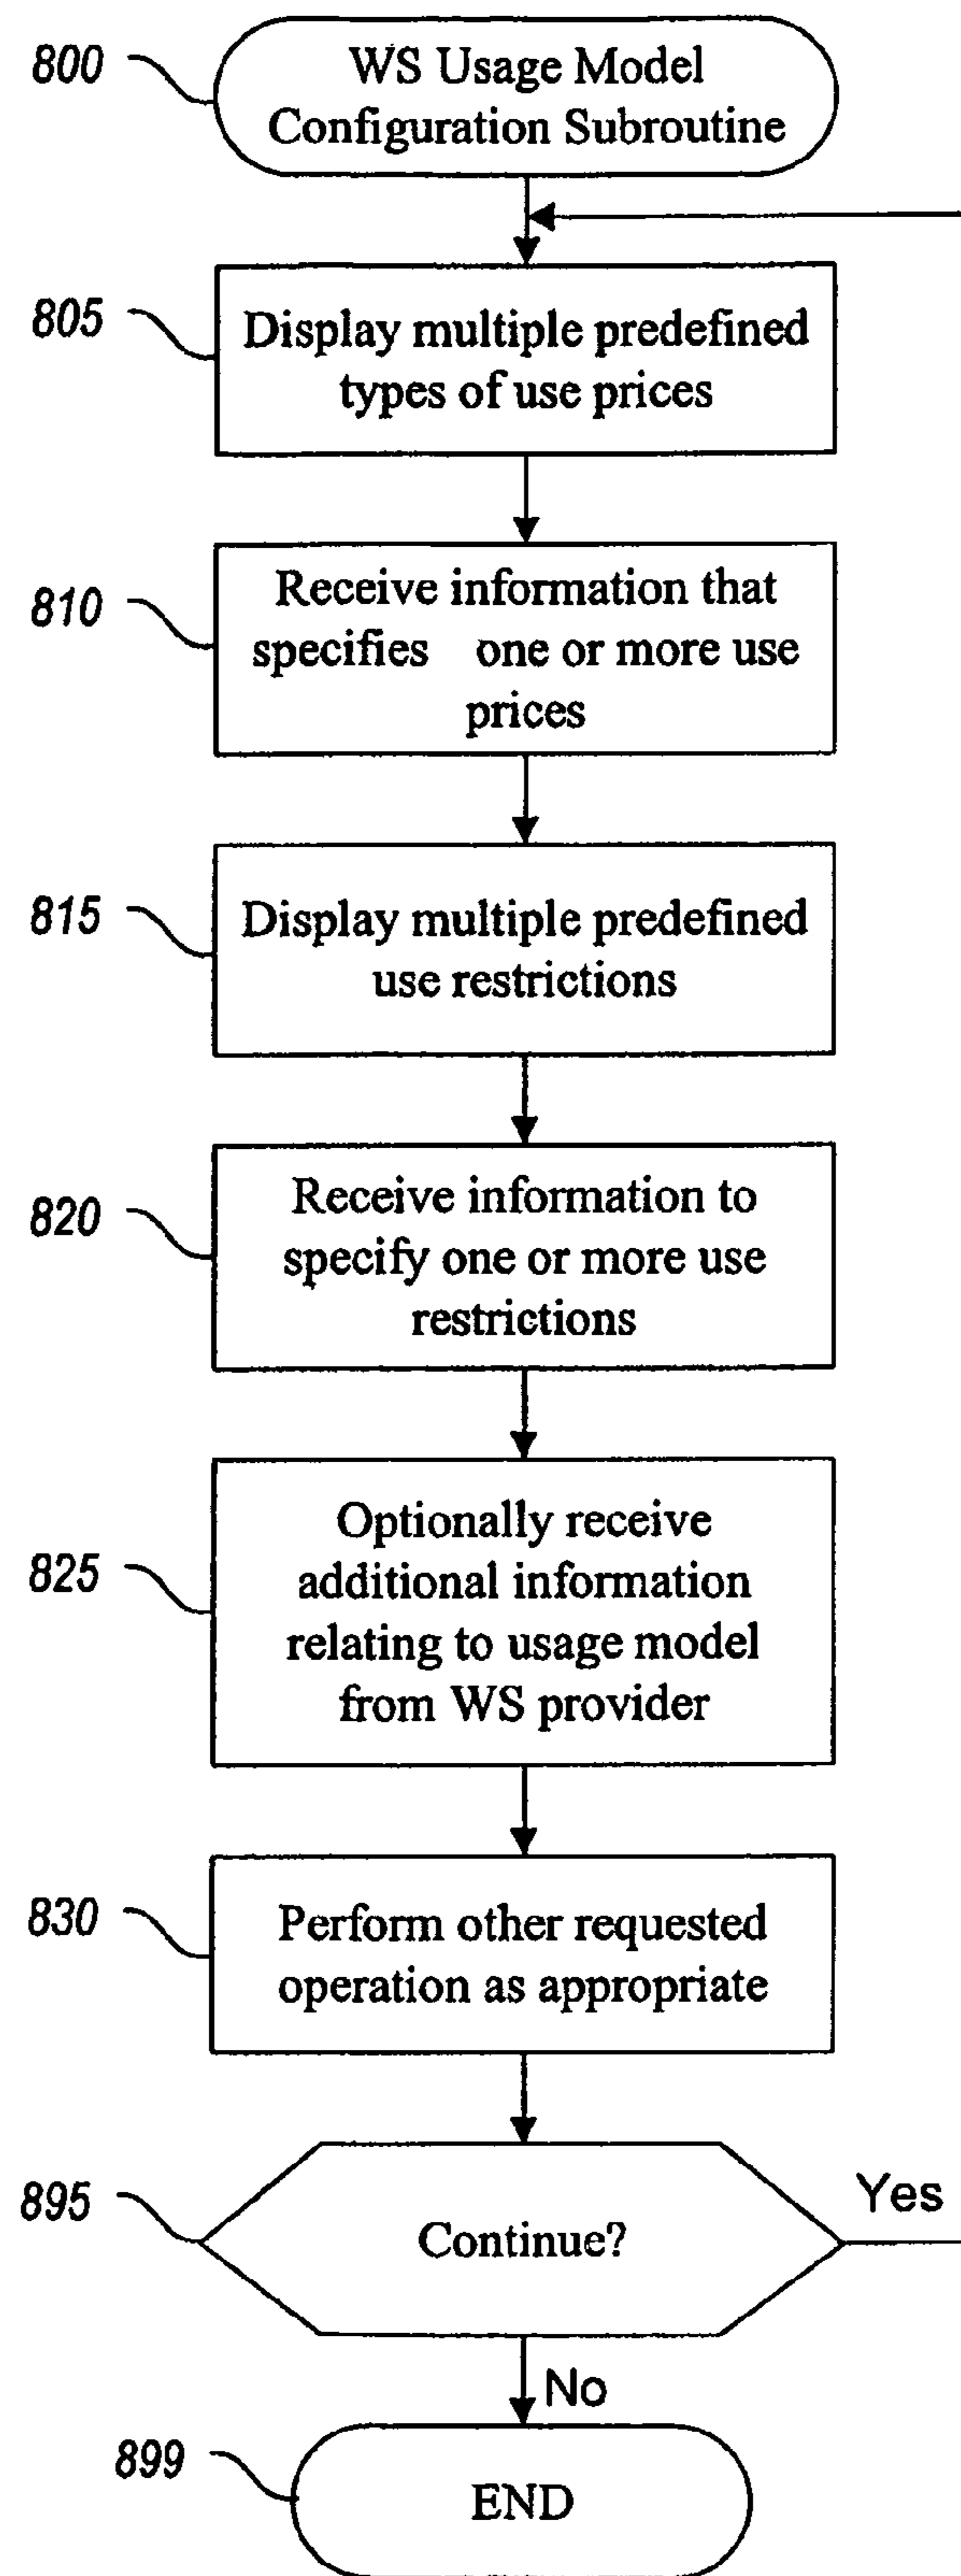 800
WS Usage Model
Configuration Subroutine
805
Display multiple predefined
types of use prices
810
Receive information that
specifies one or more use
prices
815
Display multiple predefined
use restrictions
820
Receive information to
specify one or more use
restrictions
825
Optionally receive
additional information
relating to usage model
from WS provider
830
Perform other requested
operation as appropriate
895
Continue?
Yes
No
899
END